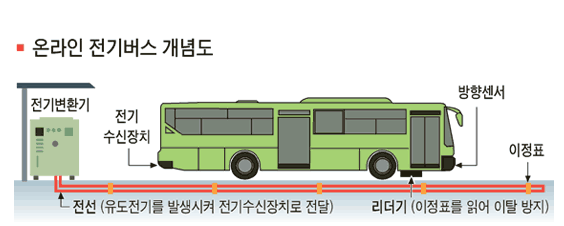 온라인 전기버스 개념도
전기변환기
전기
수신장치
방향센서
이정표
전선 (유도전기를 발생시켜 전기수신장치로 전달)
리더기 (이정표를 읽어 이탈 방지)